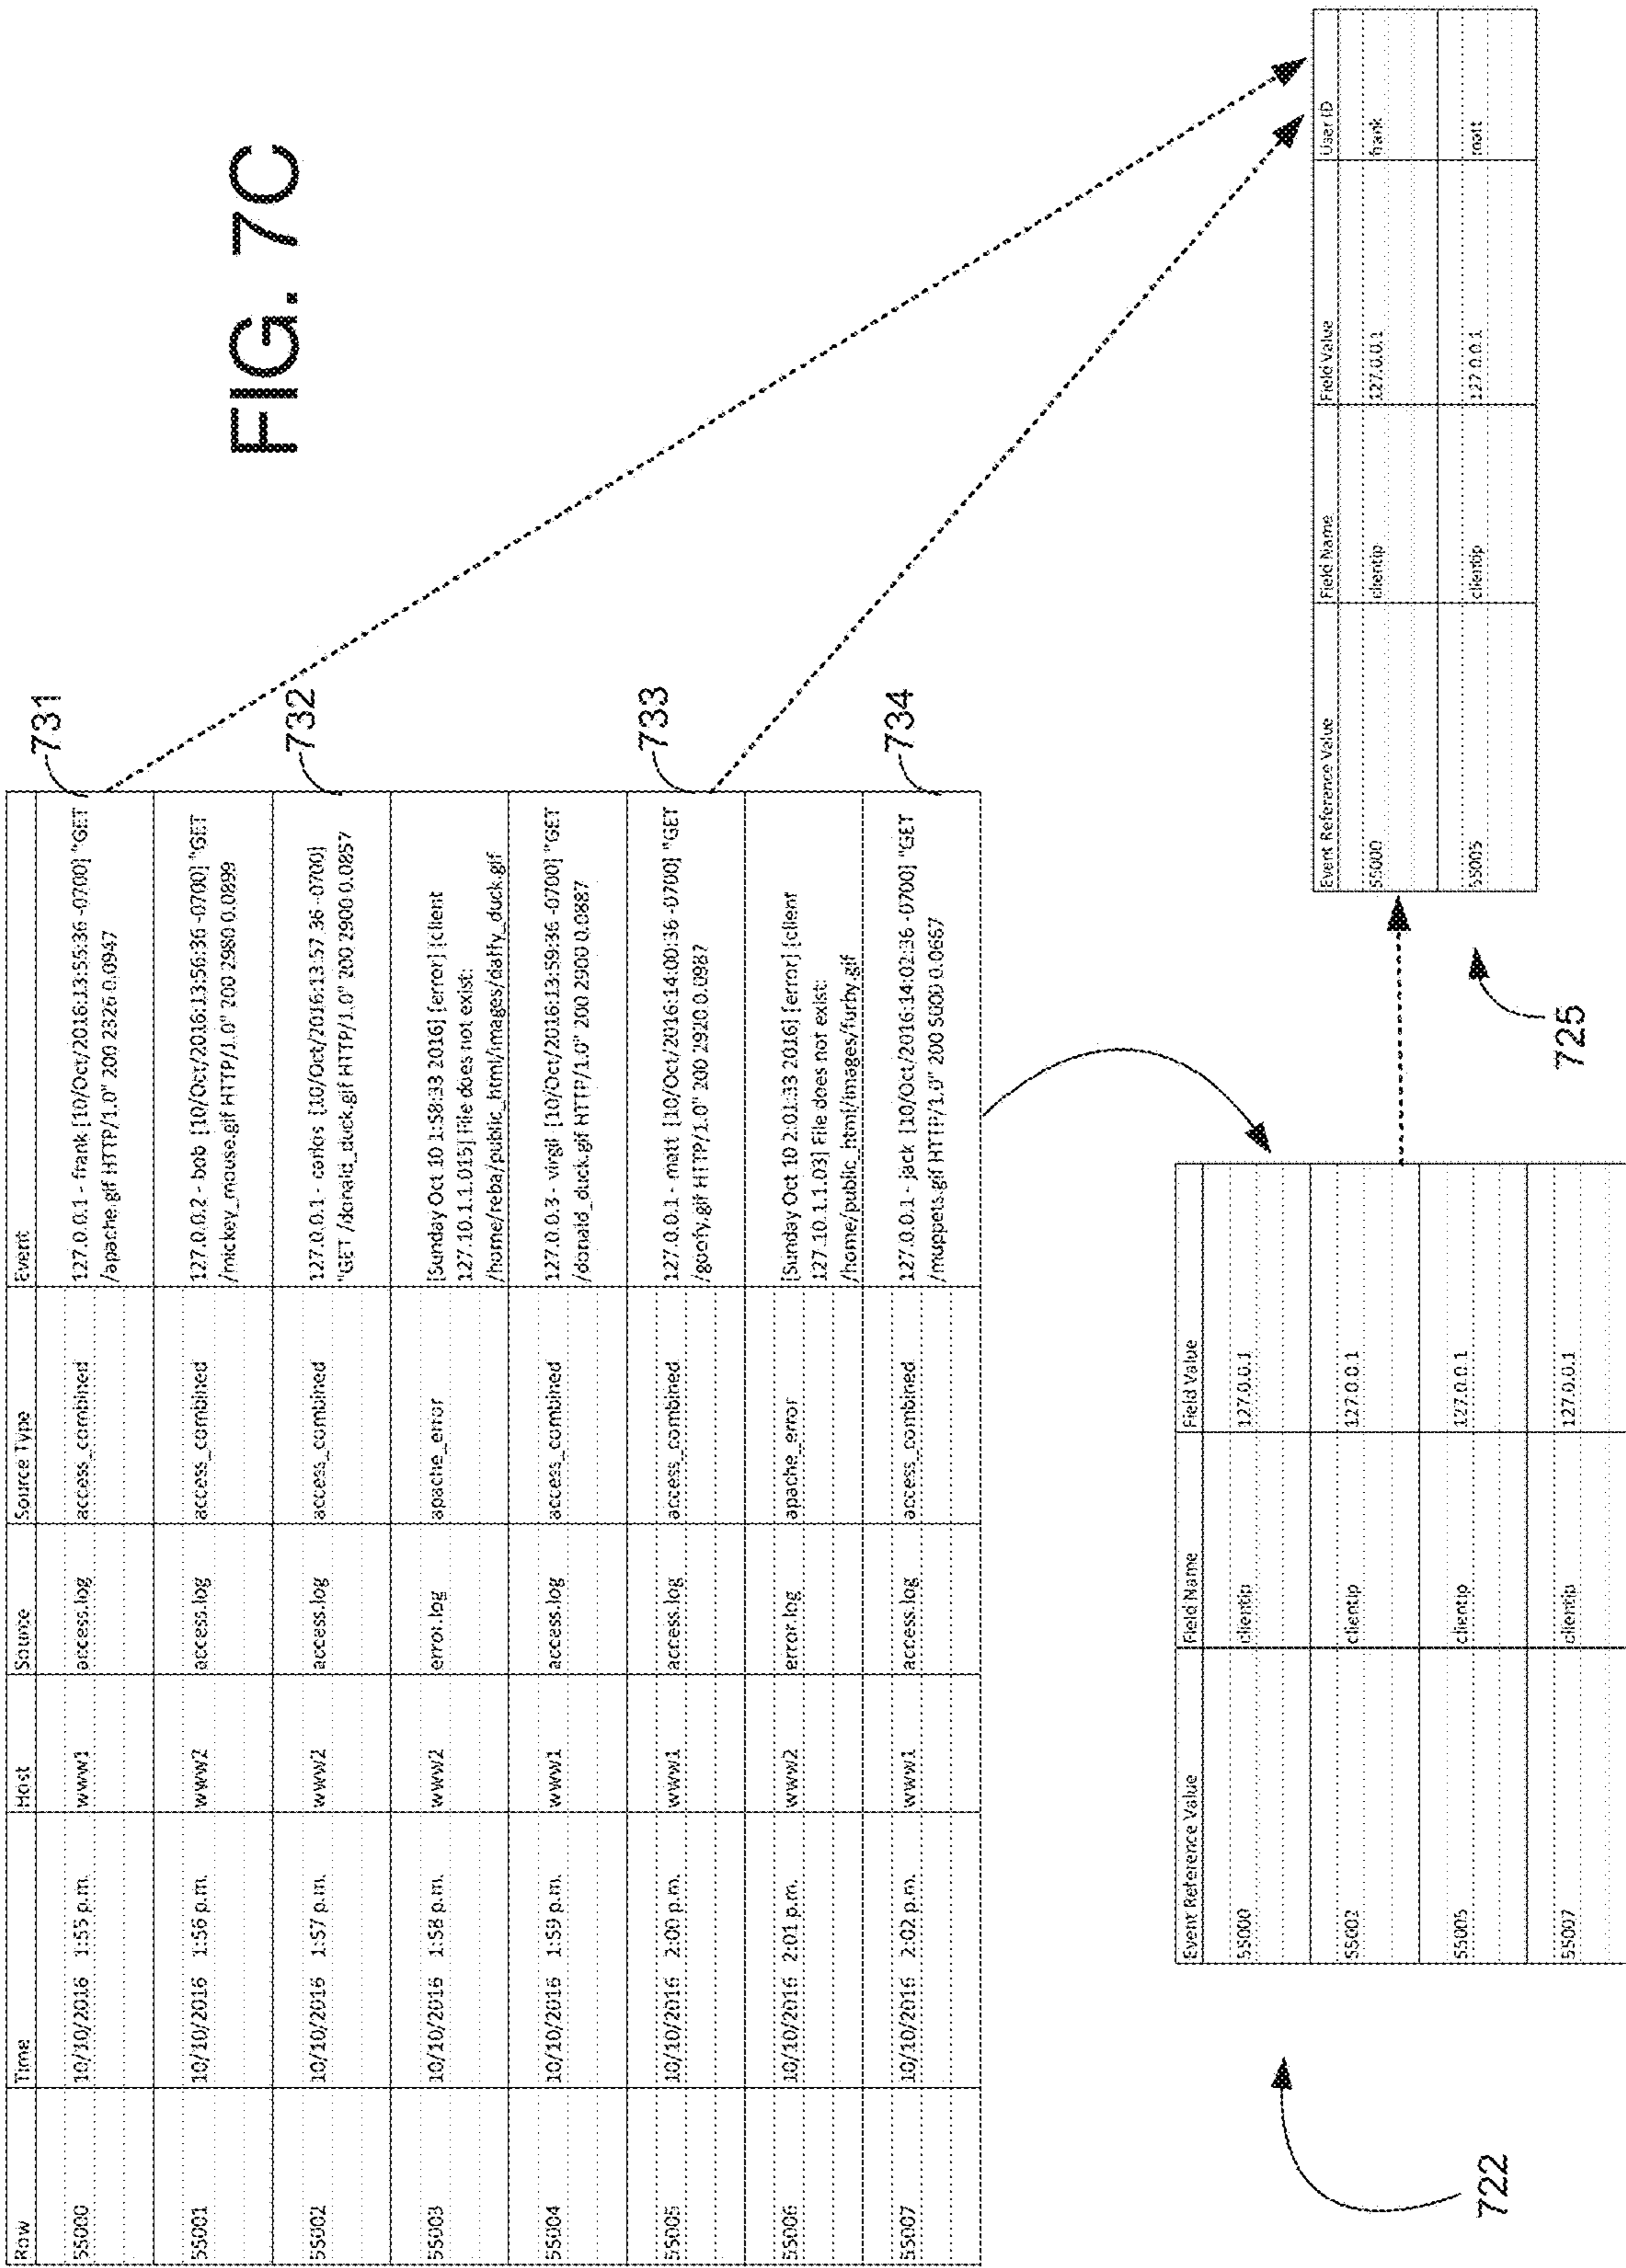 FIG. 7C
Row Time Host Source Source Type Event
55000 10/10/2016 1:55 p.m. www1 access.log access_combined 127.0.0.1 - frank [10/Oct/2016:13:55:36 -0700] "GET
/apache.gif HTTP/1.0" 200 2326 0.0947
731
55001 10/10/2016 1:56 p.m. www2 access.log access_combined 127.0.0.2 - bob [10/Oct/2016:13:56:36 -0700] "GET
/mickey_mouse.gif HTTP/1.0" 200 2980 0.0899
55002 10/10/2016 1:57 p.m. www2 access.log access_combined 127.0.0.1 - carlos [10/Oct/2016:13:57:36 -0700]
"GET /donald_duck.gif HTTP/1.0" 200 2900 0.0857
732
55003 10/10/2016 1:58 p.m. www2 error.log apache_error [Sunday Oct 10 1:58:33 2016] [error] [client
127.10.1.1.015] File does not exist:
/home/reba/public_html/images/daffy_duck.gif
55004 10/10/2016 1:59 p.m. www1 access.log access_combined 127.0.0.3 - virgil [10/Oct/2016:13:59:36 -0700] "GET
/donald_duck.gif HTTP/1.0" 200 2900 0.0887
55005 10/10/2016 2:00 p.m. www1 access.log access_combined 127.0.0.1 - matt [10/Oct/2016:14:00:36 -0700] "GET
/goofy.gif HTTP/1.0" 200 2920 0.0987
733
55006 10/10/2016 2:01 p.m. www2 error.log apache_error [Sunday Oct 10 2:01:33 2016] [error] [client
127.10.1.1.03] File does not exist:
/home/public_html/images/furby.gif
55007 10/10/2016 2:02 p.m. www1 access.log access_combined 127.0.0.1 - jack [10/Oct/2016:14:02:36 -0700] "GET
/muppets.gif HTTP/1.0" 200 5000 0.0667
734
722
Event Reference Value Field Name Field Value
55000 clientip 127.0.0.1
55002 clientip 127.0.0.1
55005 clientip 127.0.0.1
55007 clientip 127.0.0.1
725
Event Reference Value Field Name Field Value User ID
55000 clientip 127.0.0.1 frank
55005 clientip 127.0.0.1 matt